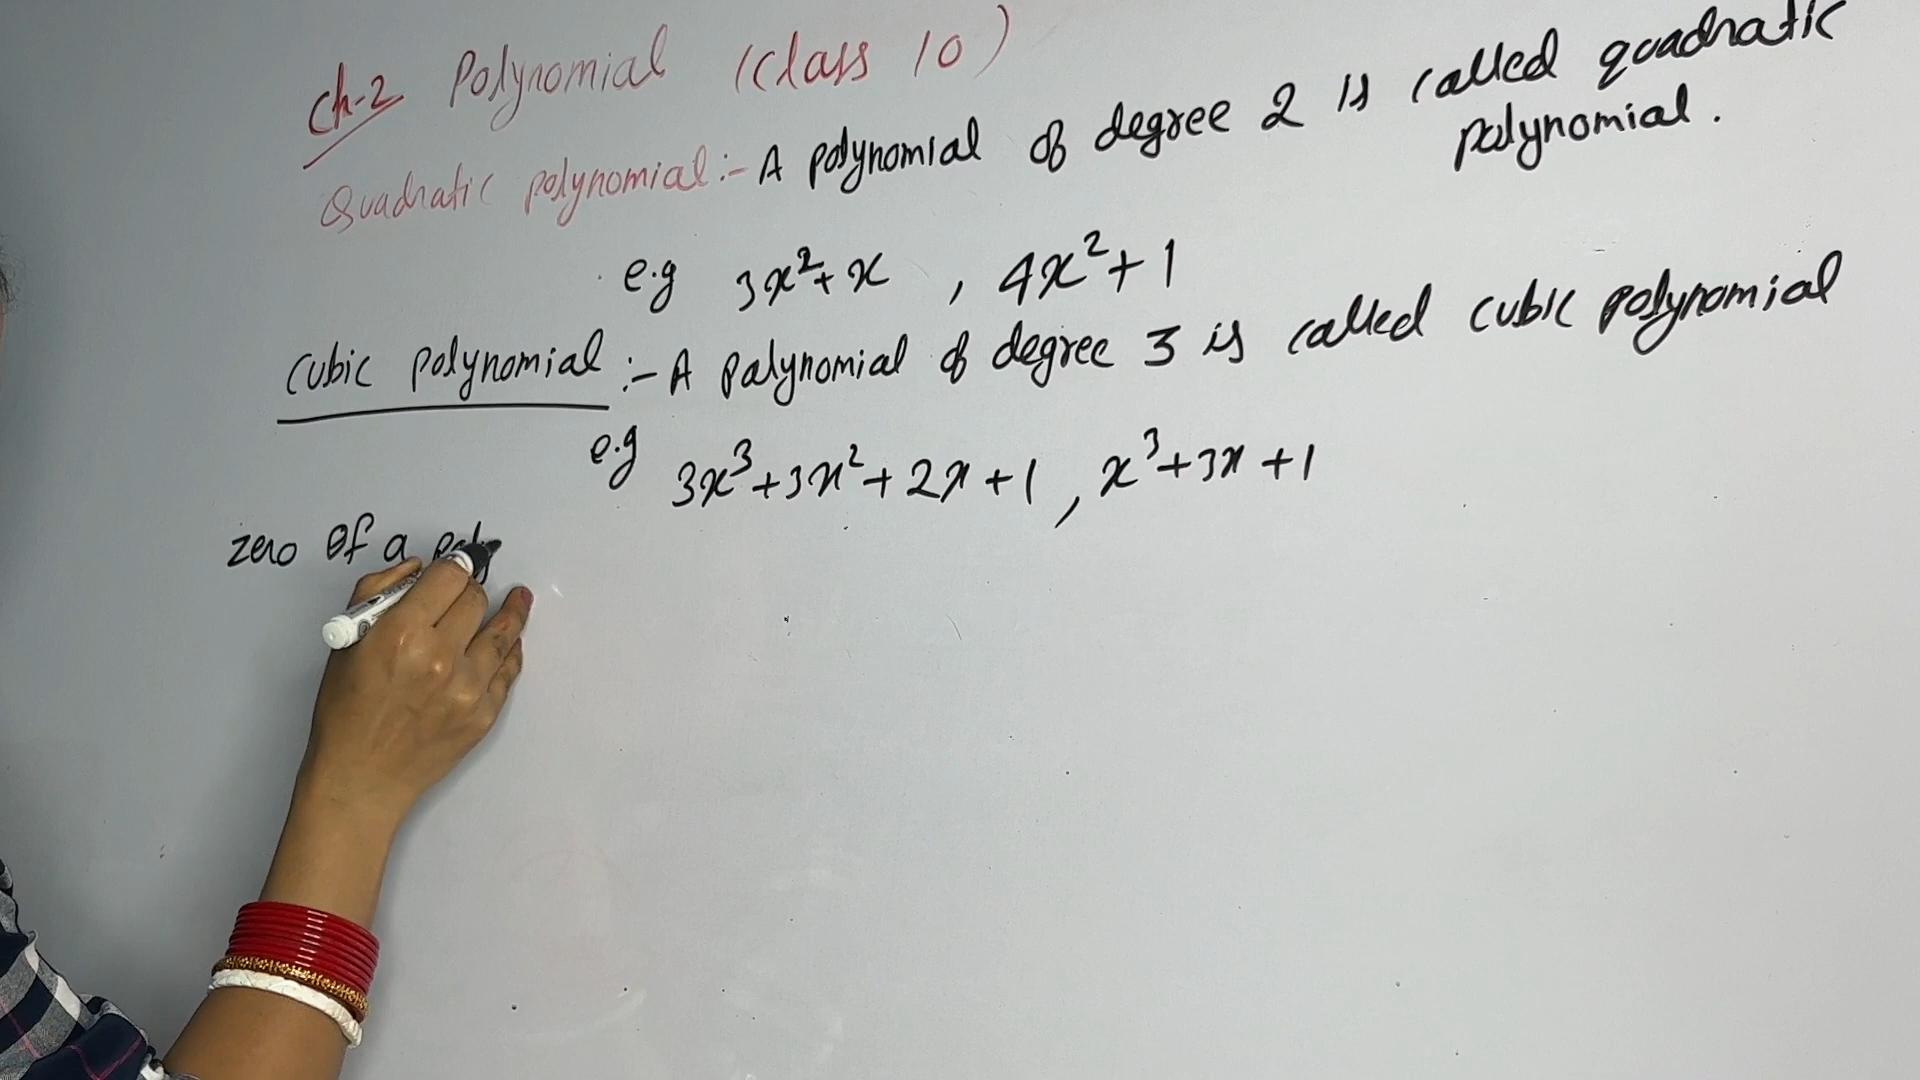 Ch-2 Polynomial (Class 10)
Quadratic polynomial :- A polynomial of degree 2 is called quadratic
polynomial.
e.g 3x²+x , 4x²+1
Cubic polynomial :- A polynomial of degree 3 is called cubic polynomial
e.g 3x³+3x²+2x+1 , x³+3x+1
zero of a poly